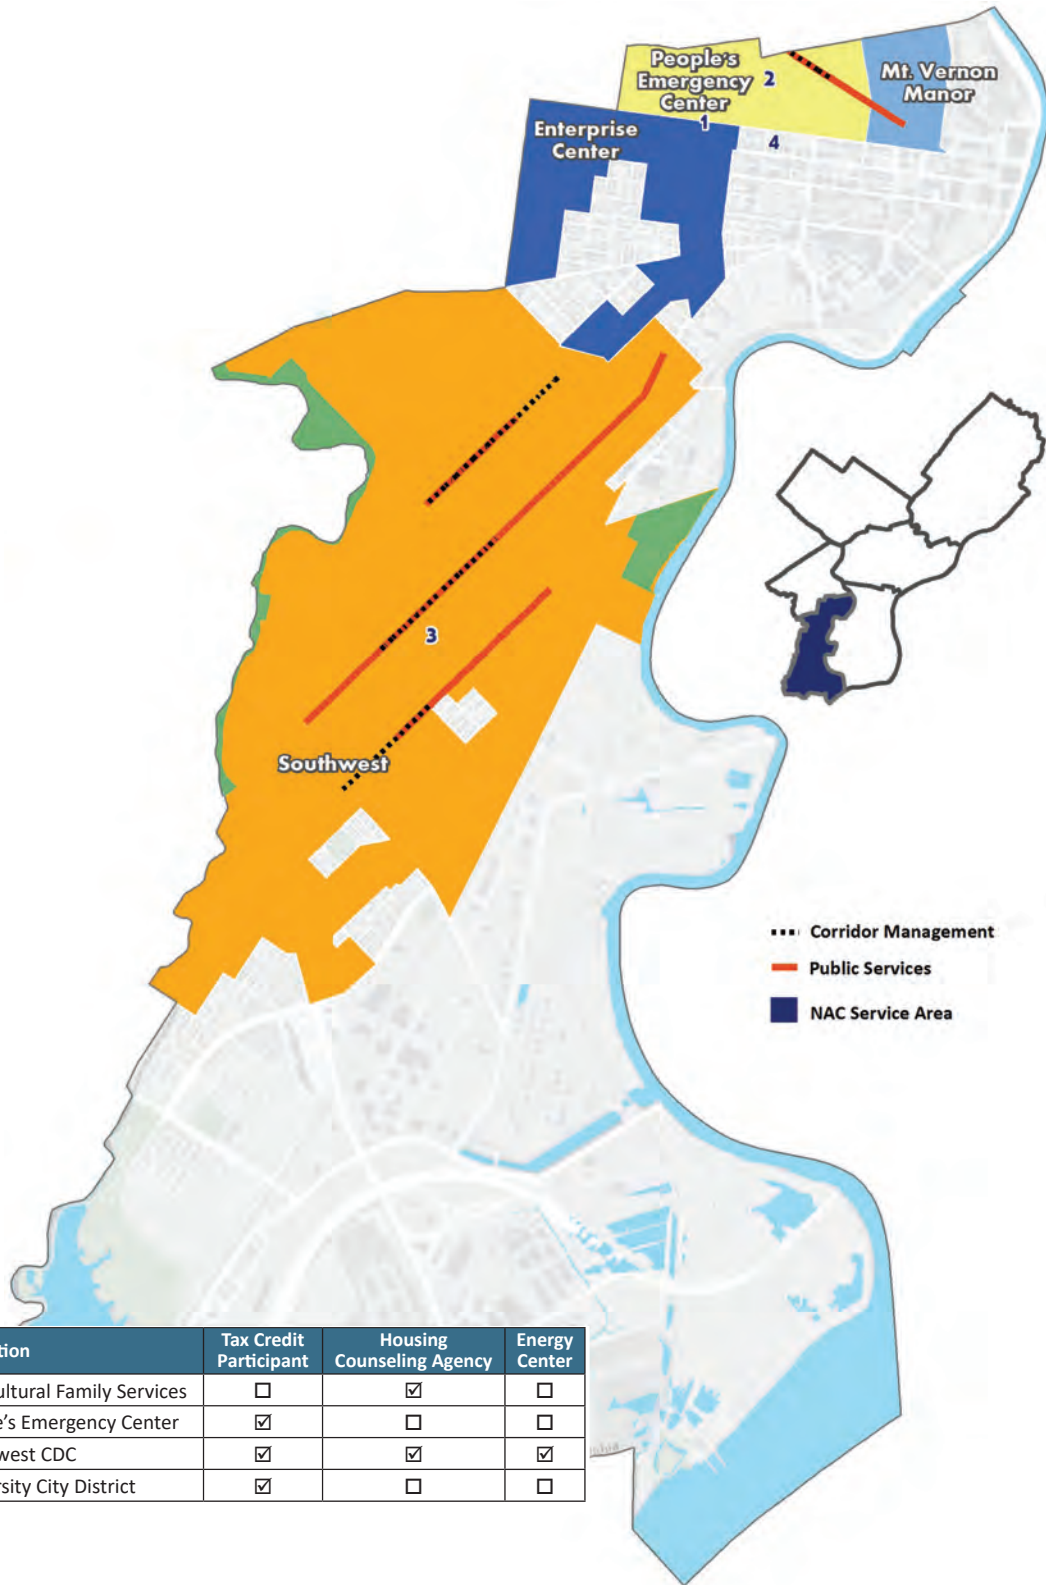 People's
Emergency
Center
2
Mt. Vernon
Manor
1
Enterprise
Center
4
3
Southwest
Corridor Management
Public Services
NAC Service Area
tion Tax Credit Participant Housing Counseling Agency Energy Center
ultural Family Services ☐ ☑ ☐
e's Emergency Center ☑ ☐ ☐
west CDC ☑ ☑ ☑
rsity City District ☑ ☐ ☐